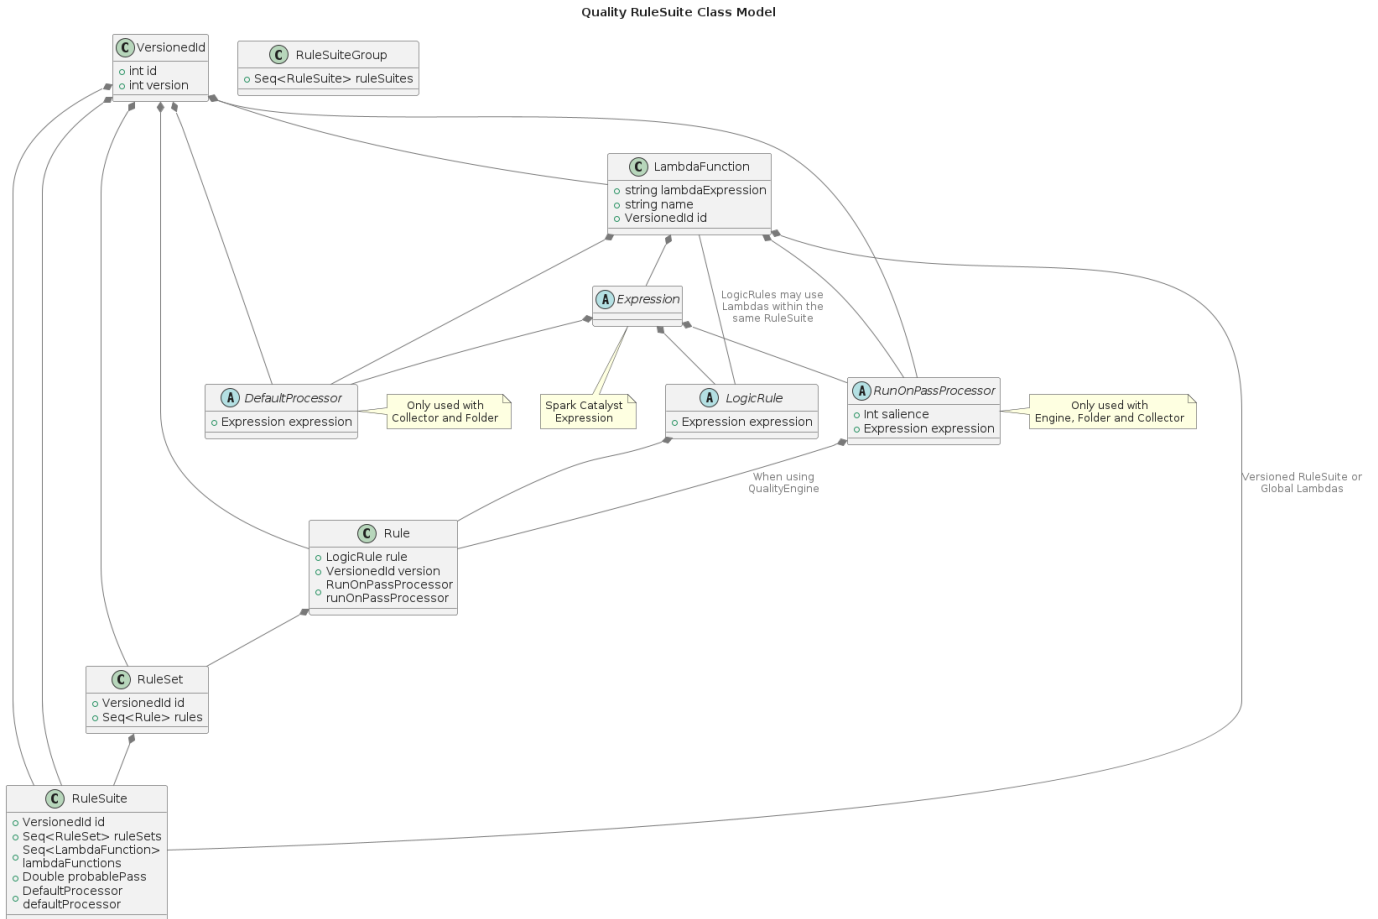 Quality RuleSuite Class Model
C VersionedId
int id
int version
C RuleSuiteGroup
Seq<RuleSuite> ruleSuites
C LambdaFunction
string lambdaExpression
string name
VersionedId id
A Expression
LogicRules may use
Lambdas within the
same RuleSuite
A DefaultProcessor
Expression expression
Only used with
Collector and Folder
Spark Catalyst
Expression
A LogicRule
Expression expression
A RunOnPassProcessor
Int salience
Expression expression
Only used with
Engine, Folder and Collector
When using
QualityEngine
Versioned RuleSuite or
Global Lambdas
C Rule
LogicRule rule
VersionedId version
RunOnPassProcessor
runOnPassProcessor
C RuleSet
VersionedId id
Seq<Rule> rules
C RuleSuite
VersionedId id
Seq<RuleSet> ruleSets
Seq<LambdaFunction>
lambdaFunctions
Double probablePass
DefaultProcessor
defaultProcessor